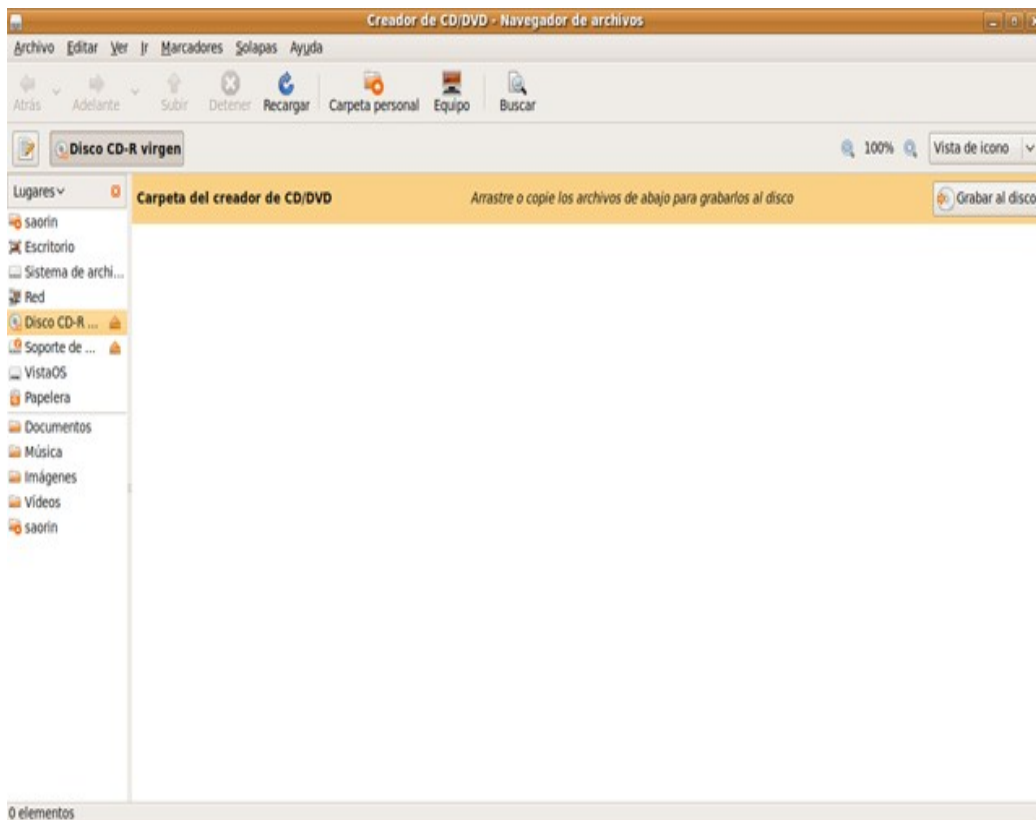 Creador de CD/DVD - Navegador de archivos
Archivo Editar Ver Ir Marcadores Solapas Ayuda
Atrás Adelante Subir Detener Recargar Carpeta personal Equipo Buscar
Disco CD-R virgen 100% Vista de icono
Lugares
Carpeta del creador de CD/DVD Arrastre o copie los archivos de abajo para grabarlos al disco Grabar al disco
saorin
Escritorio
Sistema de archi...
Red
Disco CD-R ...
Soporte de ...
VistaOS
Papelera
Documentos
Música
Imágenes
Vídeos
saorin
0 elementos